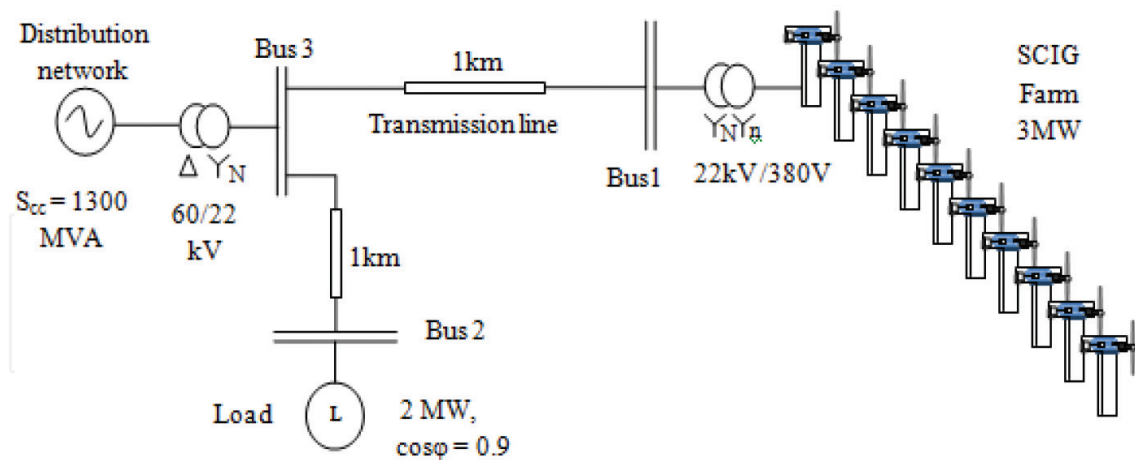 Distribution
network
Bus 3
1km
Transmission line
SCIG
Farm
3MW
Δ Y_N
Y_N Y_n
Bus1
22kV/380V
S_cc = 1300
MVA
60/22
kV
1km
Bus 2
Load
L
2 MW,
cosφ = 0.9